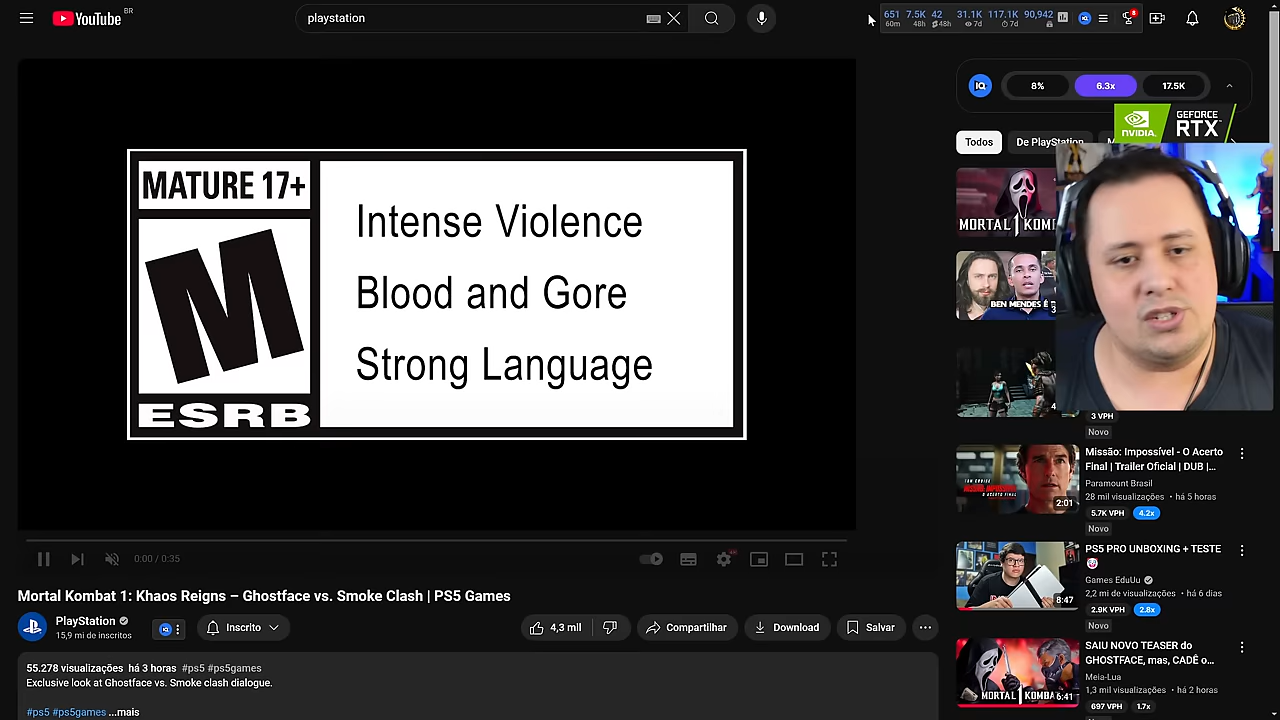 YouTube BR
playstation
651 7.5K 42 31.1K 117.1K 90,942
60m 48h 48h 7d 7d
8
IQ 8% 6.3x 17.5K
NVIDIA.
GEFORCE
RTX
Todos De PlayStation
MATURE 17+
M
ESRB
Intense Violence
Blood and Gore
Strong Language
MORTAL KOMBAT 1
BEN MENDES É
3 VPH
Novo
Missão: Impossível - O Acerto
Final | Trailer Oficial | DUB |...
Paramount Brasil
28 mil visualizações • há 5 horas
5.7K VPH 4.2x
Novo
2:01
PS5 PRO UNBOXING + TESTE
Games EduUu
2,2 mi de visualizações • há 6 dias
2.9K VPH 2.8x
Novo
8:47
SAIU NOVO TEASER do
GHOSTFACE, mas, CADÊ o...
Meia-Lua
1,3 mil visualizações • há 2 horas
697 VPH 1.7x
6:41
0:00 / 0:35
Mortal Kombat 1: Khaos Reigns – Ghostface vs. Smoke Clash | PS5 Games
PlayStation
15,9 mi de inscritos
IQ
Inscrito
4,3 mil
Compartilhar
Download
Salvar
55.278 visualizações há 3 horas #ps5 #ps5games
Exclusive look at Ghostface vs. Smoke clash dialogue.
#ps5 #ps5games ...mais